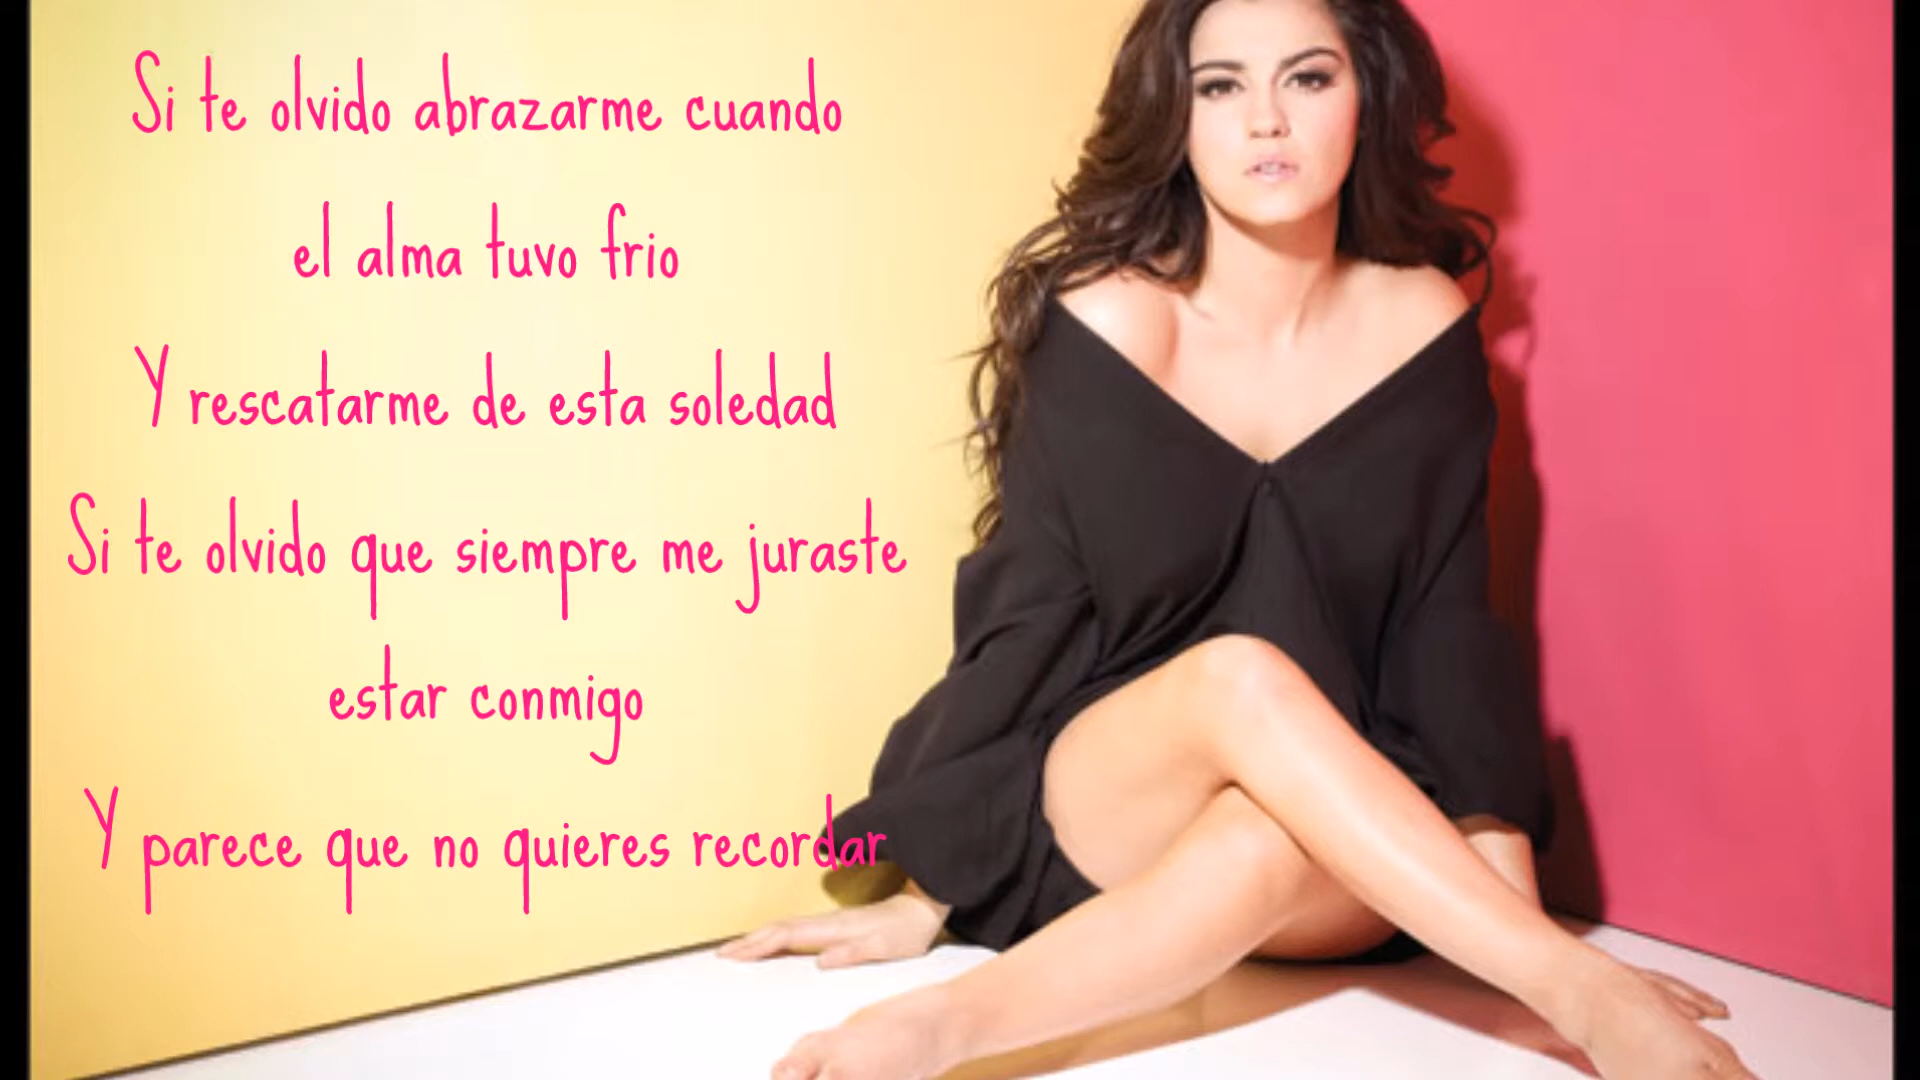 Si te olvido abrazarme cuando
el alma tuvo frio
Y rescatarme de esta soledad
Si te olvido que siempre me juraste
estar conmigo
Y parece que no quieres recordar